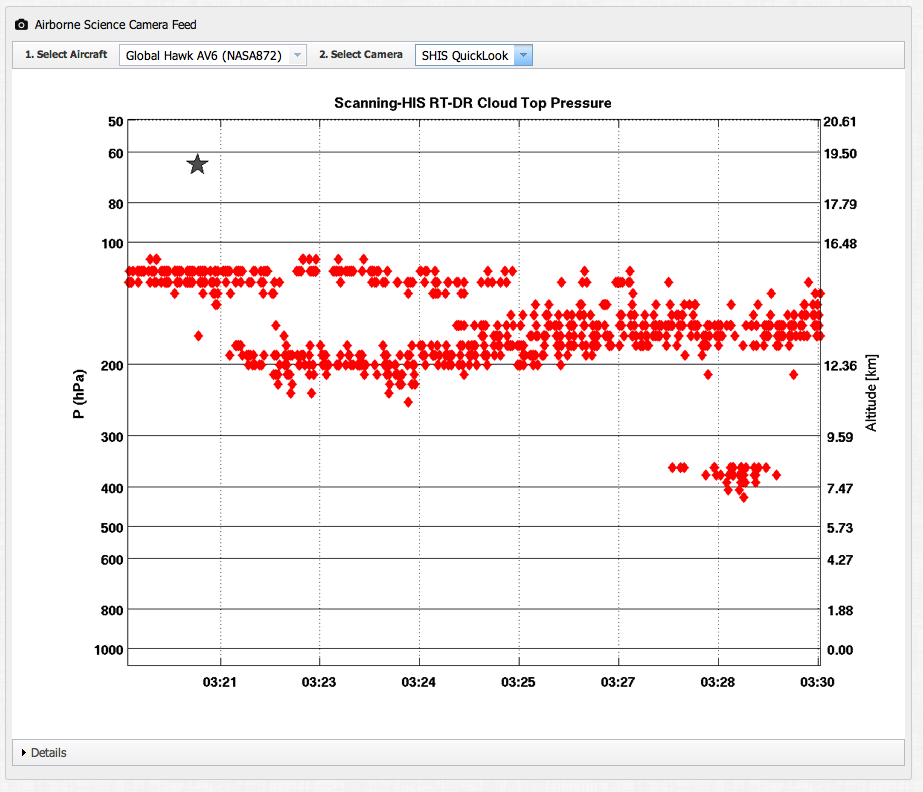 Airborne Science Camera Feed
1. Select Aircraft Global Hawk AV6 (NASA872) 2. Select Camera SHIS QuickLook
Scanning-HIS RT-DR Cloud Top Pressure
50 20.61
60 19.50
80 17.79
100 16.48
200 12.36
300 9.59
400 7.47
500 5.73
600 4.27
800 1.88
1000 0.00
P (hPa)
Altitude [km]
03:21 03:23 03:24 03:25 03:27 03:28 03:30
Details